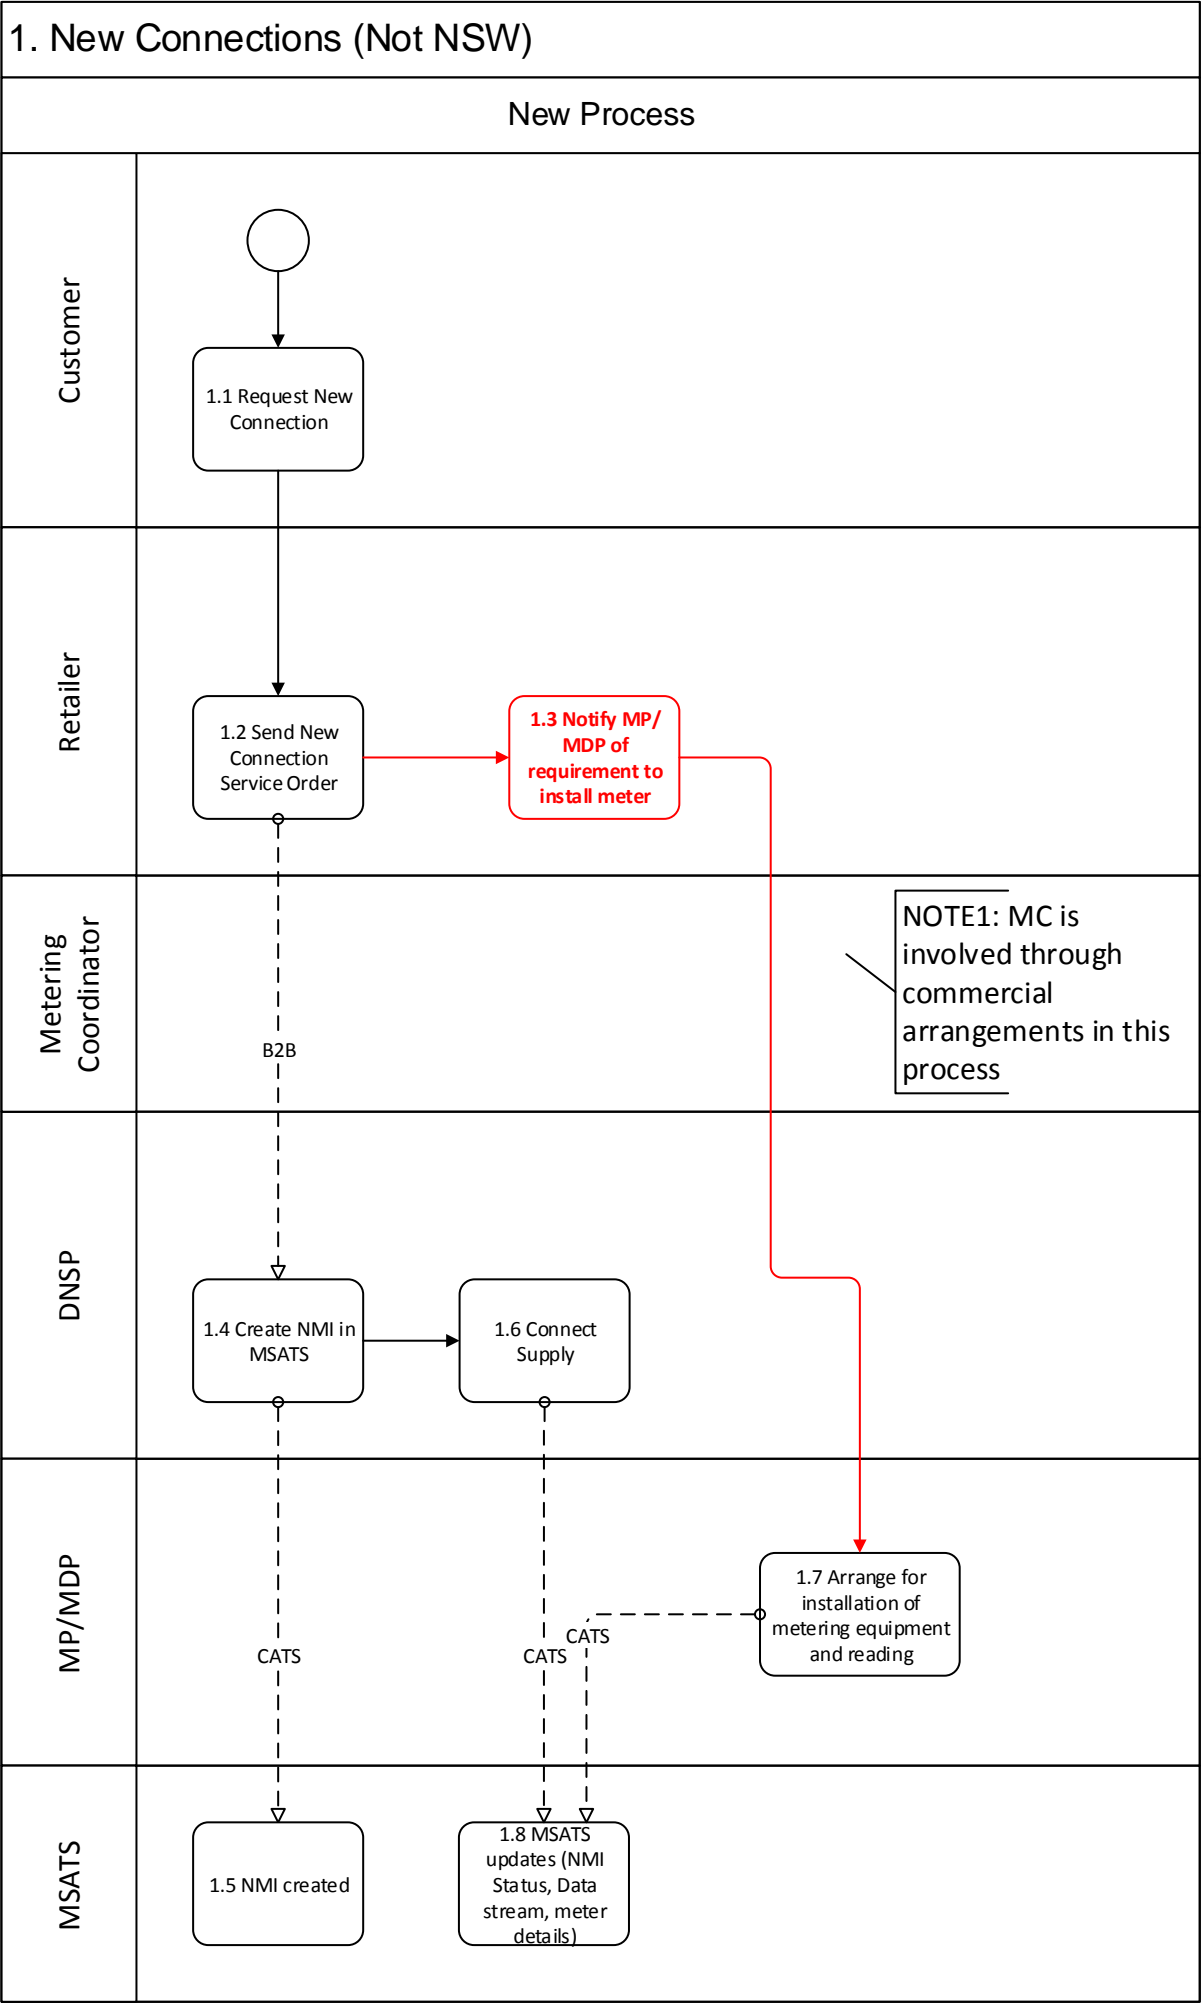 1. New Connections (Not NSW)
New Process
Customer
1.1 Request New
Connection
Retailer
1.2 Send New
Connection
Service Order
1.3 Notify MP/
MDP of
requirement to
install meter
Metering
Coordinator
B2B
NOTE1: MC is
involved through
commercial
arrangements in this
process
DNSP
1.4 Create NMI in
MSATS
1.6 Connect
Supply
MP/MDP
1.7 Arrange for
installation of
metering equipment
and reading
CATS
CATS
CATS
MSATS
1.5 NMI created
1.8 MSATS
updates (NMI
Status, Data
stream, meter
details)